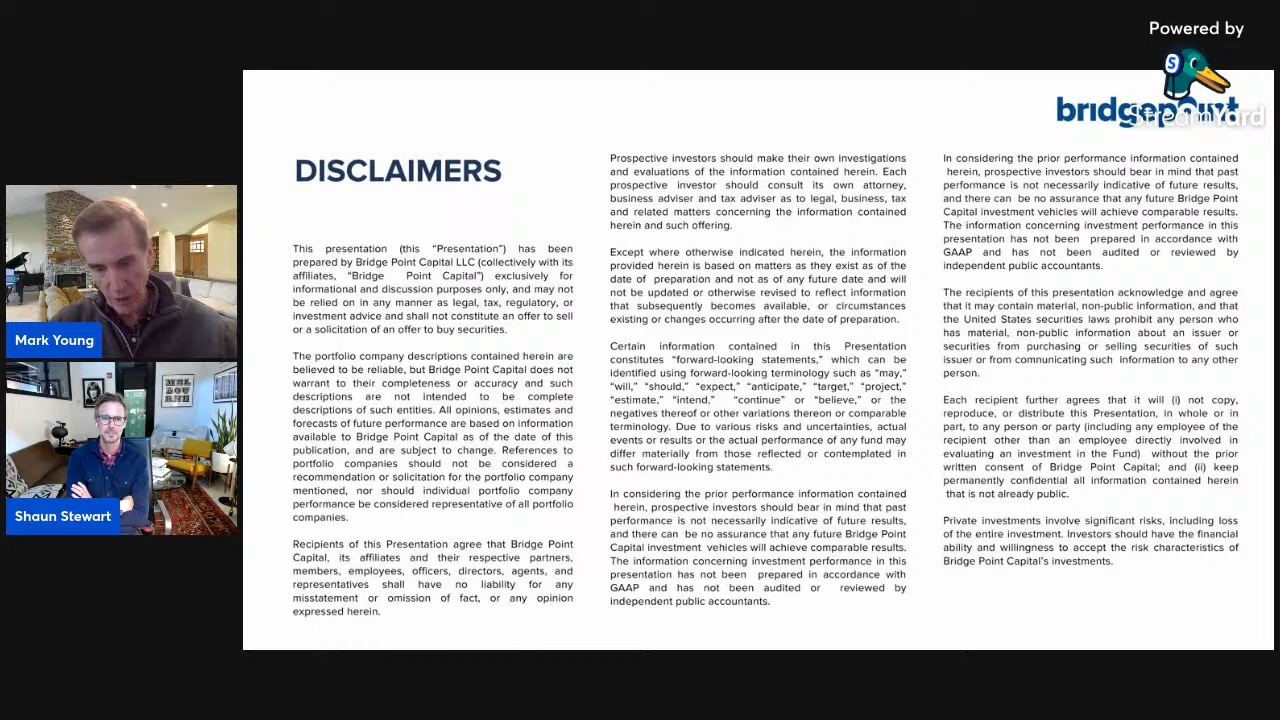 Powered by
S
StreamYard
bridgepoint
DISCLAIMERS
This presentation (this “Presentation”) has been
prepared by Bridge Point Capital LLC (collectively with its
affiliates, “Bridge Point Capital”) exclusively for
informational and discussion purposes only, and may not
be relied on in any manner as legal, tax, regulatory, or
investment advice and shall not constitute an offer to sell
or a solicitation of an offer to buy securities.
The portfolio company descriptions contained herein are
believed to be reliable, but Bridge Point Capital does not
warrant to their completeness or accuracy and such
descriptions are not intended to be complete
descriptions of such entities. All opinions, estimates and
forecasts of future performance are based on information
available to Bridge Point Capital as of the date of this
publication, and are subject to change. References to
portfolio companies should not be considered a
recommendation or solicitation for the portfolio company
mentioned, nor should individual portfolio company
performance be considered representative of all portfolio
companies.
Recipients of this Presentation agree that Bridge Point
Capital, its affiliates and their respective partners,
members, employees, officers, directors, agents, and
representatives shall have no liability for any
misstatement or omission of fact, or any opinion
expressed herein.
Prospective investors should make their own investigations
and evaluations of the information contained herein. Each
prospective investor should consult its own attorney,
business adviser and tax adviser as to legal, business, tax
and related matters concerning the information contained
herein and such offering.
Except where otherwise indicated herein, the information
provided herein is based on matters as they exist as of the
date of preparation and not as of any future date and will
not be updated or otherwise revised to reflect information
that subsequently becomes available, or circumstances
existing or changes occurring after the date of preparation.
Certain information contained in this Presentation
constitutes “forward-looking statements,” which can be
identified using forward-looking terminology such as “may,”
“will,” “should,” “expect,” “anticipate,” “target,” “project,”
“estimate,” “intend,” “continue” or “believe,” or the
negatives thereof or other variations thereon or comparable
terminology. Due to various risks and uncertainties, actual
events or results or the actual performance of any fund may
differ materially from those reflected or contemplated in
such forward-looking statements.
In considering the prior performance information contained
herein, prospective investors should bear in mind that past
performance is not necessarily indicative of future results,
and there can be no assurance that any future Bridge Point
Capital investment vehicles will achieve comparable results.
The information concerning investment performance in this
presentation has not been prepared in accordance with
GAAP and has not been audited or reviewed by
independent public accountants.
In considering the prior performance information contained
herein, prospective investors should bear in mind that past
performance is not necessarily indicative of future results,
and there can be no assurance that any future Bridge Point
Capital investment vehicles will achieve comparable results.
The information concerning investment performance in this
presentation has not been prepared in accordance with
GAAP and has not been audited or reviewed by
independent public accountants.
The recipients of this presentation acknowledge and agree
that it may contain material, non-public information, and that
the United States securities laws prohibit any person who
has material, non-public information about an issuer or
securities from purchasing or selling securities of such
issuer or from communicating such information to any other
person.
Each recipient further agrees that it will (i) not copy,
reproduce, or distribute this Presentation, in whole or in
part, to any person or party (including any employee of the
recipient other than an employee directly involved in
evaluating an investment in the Fund) without the prior
written consent of Bridge Point Capital; and (ii) keep
permanently confidential all information contained herein
that is not already public.
Private investments involve significant risks, including loss
of the entire investment. Investors should have the financial
ability and willingness to accept the risk characteristics of
Bridge Point Capital’s investments.
Mark Young
Shaun Stewart